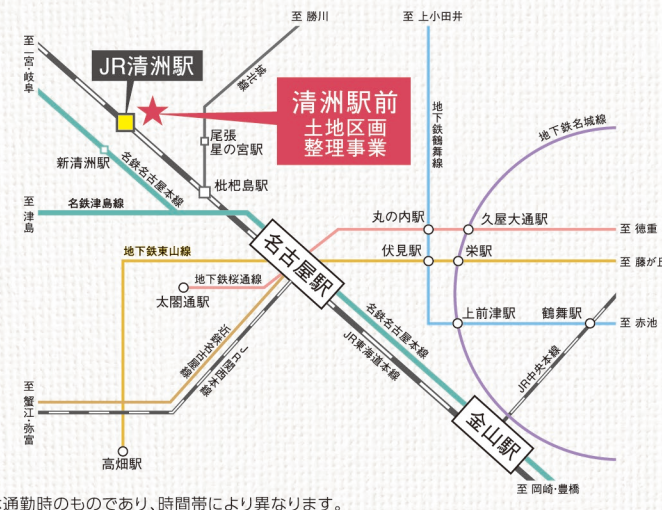 至 勝川
至 上小田井
至一宮・岐阜
JR清洲駅
城北線
清洲駅前
土地区画
整理事業
地下鉄鶴舞線
地下鉄名城線
尾張
星の宮駅
新清洲駅
名鉄名古屋本線
枇杷島駅
至津島
名鉄津島線
丸の内駅
久屋大通駅
至 徳重
名古屋駅
地下鉄東山線
伏見駅
栄駅
至 藤が丘
地下鉄桜通線
太閤通駅
名鉄名古屋本線
JR東海道本線
上前津駅
鶴舞駅
至 赤池
近鉄名古屋線
JR関西本線
JR中央本線
至蟹江・弥富
金山駅
高畑駅
至 岡崎・豊橋
は通勤時のものであり、時間帯により異なります。